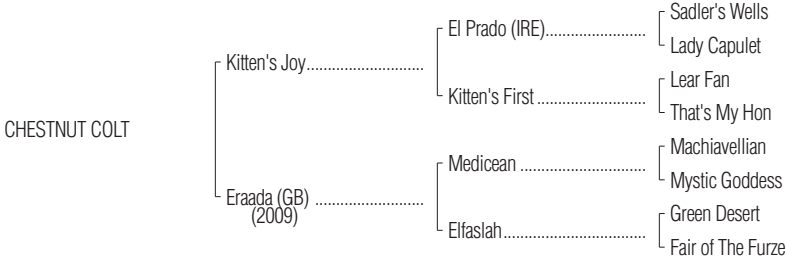 Sadler's Wells
El Prado (IRE)..........................
Lady Capulet
Kitten's Joy..............................
Lear Fan
Kitten's First ............................
That's My Hon
CHESTNUT COLT
Machiavellian
Medicean ................................
Mystic Goddess
Eraada (GB) ............................
(2009)
Green Desert
Elfaslah....................................
Fair of The Furze